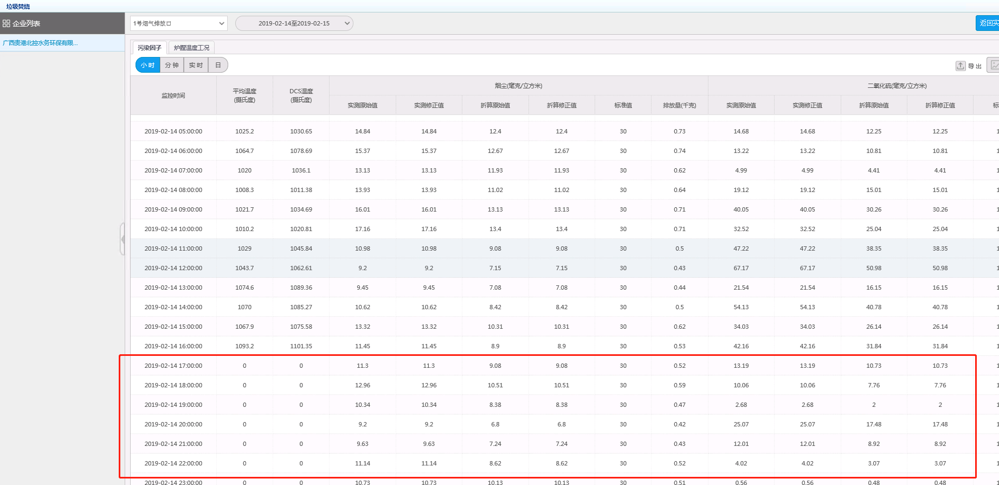 垃圾焚烧
企业列表
广西贵港北控水务环保有限...
1号烟气排放口
2019-02-14至2019-02-15
返回实
污染因子 炉膛温度工况
小时 分钟 实时 日
导出
监控时间 平均温度(摄氏度) DCS温度(摄氏度) 烟尘(毫克/立方米) 二氧化硫(毫克/立方米)
实测原始值 实测修正值 折算原始值 折算修正值 标准值 排放量(千克) 实测原始值 实测修正值 折算原始值 折算修正值 标
2019-02-14 05:00:00 1025.2 1030.65 14.84 14.84 12.4 12.4 30 0.73 14.68 14.68 12.25 12.25 1
2019-02-14 06:00:00 1064.7 1078.69 15.37 15.37 12.67 12.67 30 0.74 13.22 13.22 10.81 10.81 1
2019-02-14 07:00:00 1020 1036.1 13.13 13.13 11.93 11.93 30 0.62 4.99 4.99 4.41 4.41 1
2019-02-14 08:00:00 1008.3 1011.38 13.93 13.93 11.02 11.02 30 0.64 19.12 19.12 15.01 15.01 1
2019-02-14 09:00:00 1021.7 1034.69 16.01 16.01 13.13 13.13 30 0.71 40.05 40.05 30.26 30.26 1
2019-02-14 10:00:00 1010.2 1020.81 17.16 17.16 13.4 13.4 30 0.71 32.52 32.52 25.04 25.04 1
2019-02-14 11:00:00 1029 1045.84 10.98 10.98 9.08 9.08 30 0.5 47.22 47.22 38.35 38.35 1
2019-02-14 12:00:00 1043.7 1062.61 9.2 9.2 7.15 7.15 30 0.43 67.17 67.17 50.98 50.98 1
2019-02-14 13:00:00 1074.6 1089.36 9.45 9.45 7.08 7.08 30 0.44 21.54 21.54 16.15 16.15 1
2019-02-14 14:00:00 1070 1085.27 10.62 10.62 8.42 8.42 30 0.5 54.13 54.13 40.78 40.78 1
2019-02-14 15:00:00 1067.9 1075.58 13.32 13.32 10.31 10.31 30 0.62 34.03 34.03 26.14 26.14 1
2019-02-14 16:00:00 1093.2 1101.35 11.45 11.45 8.9 8.9 30 0.53 42.16 42.16 31.84 31.84 1
2019-02-14 17:00:00 0 0 11.3 11.3 9.08 9.08 30 0.52 13.19 13.19 10.73 10.73 1
2019-02-14 18:00:00 0 0 12.96 12.96 10.51 10.51 30 0.59 10.06 10.06 7.76 7.76 1
2019-02-14 19:00:00 0 0 10.34 10.34 8.38 8.38 30 0.47 2.68 2.68 2 2 1
2019-02-14 20:00:00 0 0 9.2 9.2 6.8 6.8 30 0.42 25.07 25.07 17.48 17.48 1
2019-02-14 21:00:00 0 0 9.63 9.63 7.24 7.24 30 0.43 12.01 12.01 8.92 8.92 1
2019-02-14 22:00:00 0 0 11.14 11.14 8.62 8.62 30 0.52 4.02 4.02 3.07 3.07 1
2019-02-14 23:00:00 0 0 10.73 10.73 10.13 10.13 30 0.51 0.56 0.56 0.48 0.48 1